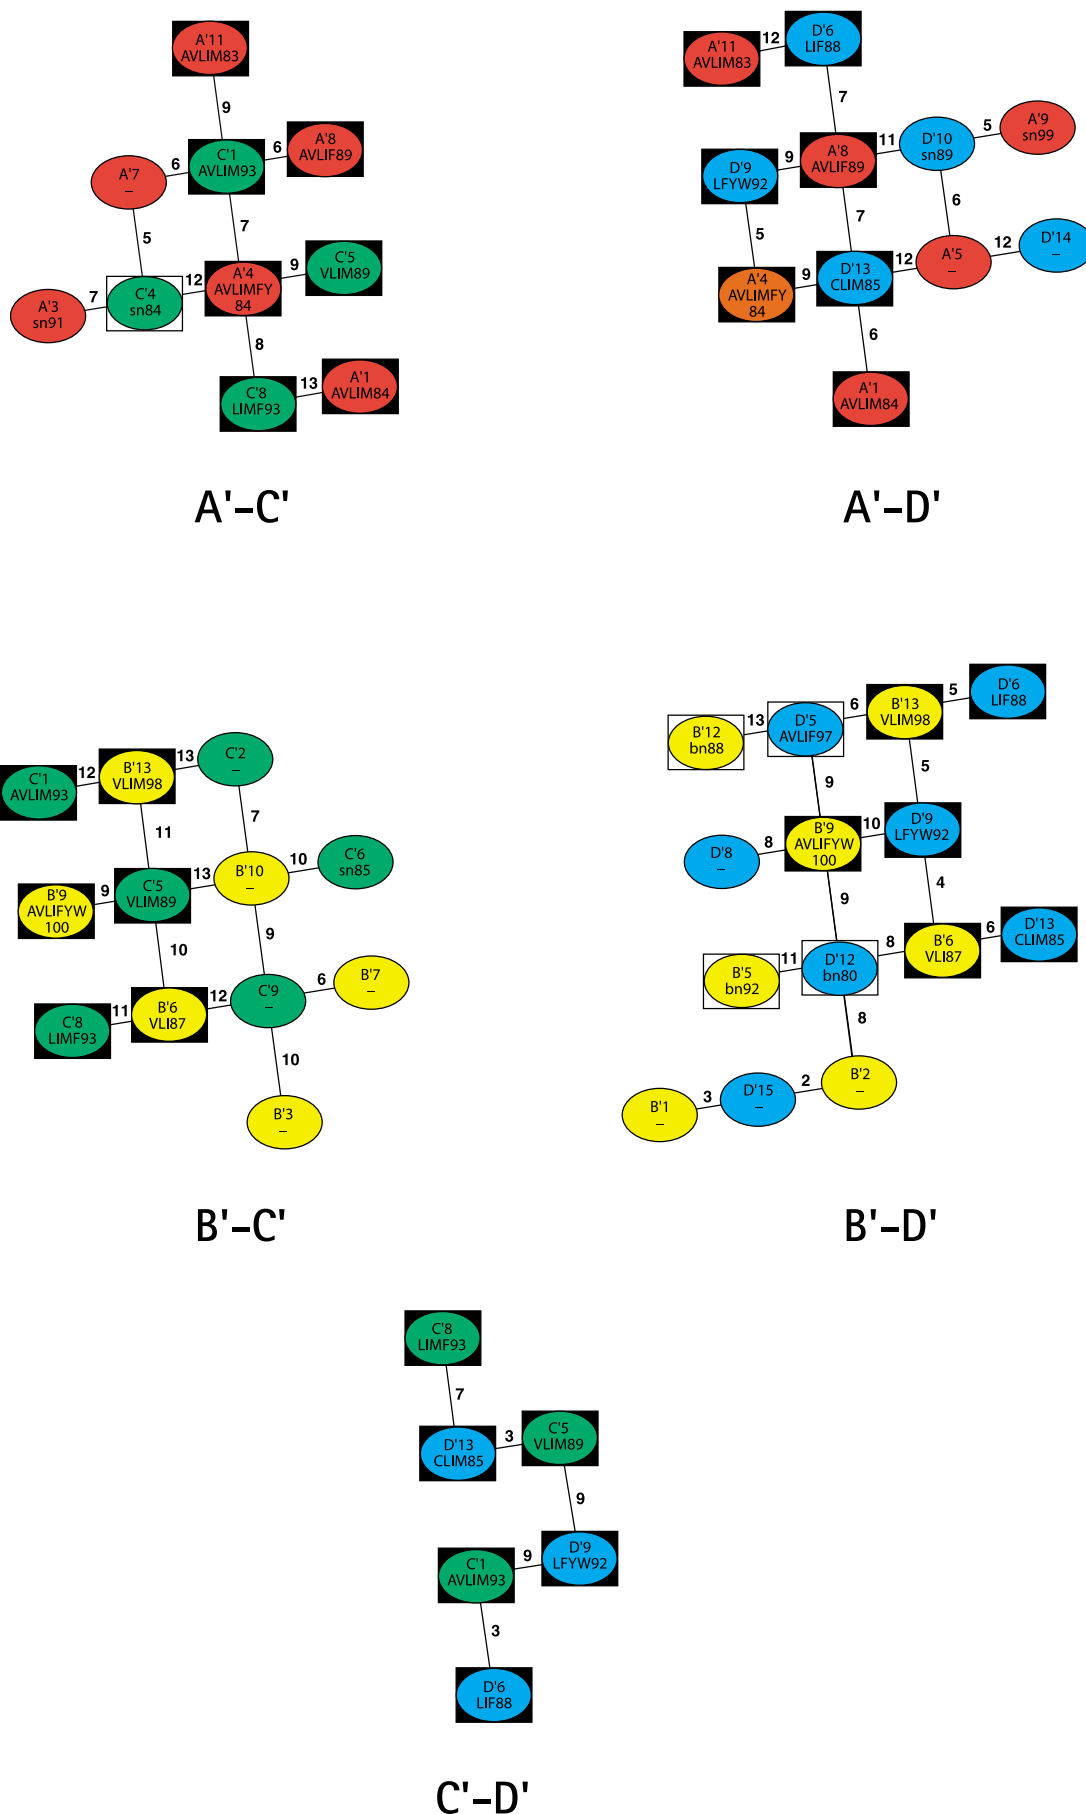 A'11
AVLIM83
9
A'8
AVLIF89
6
C'1
AVLIM93
6
A'7
–
7
5
C'5
VLIM89
9
A'4
AVLIMFY
84
12
C'4
sn84
7
A'3
sn91
8
A'1
AVLIM84
13
C'8
LIMF93
A'–C'
D'6
LIF88
12
A'11
AVLIM83
7
A'9
sn99
5
D'10
sn89
11
A'8
AVLIF89
9
D'9
LFYW92
6
7
5
D'14
–
12
A'5
–
12
D'13
CLIM85
9
A'4
AVLIMFY
84
6
A'1
AVLIM84
A'–D'
C'2
–
13
B'13
VLIM98
12
C'1
AVLIM93
11
7
C'6
sn85
10
B'10
–
13
C'5
VLIM89
9
B'9
AVLIFYW
100
10
9
B'7
–
6
C'9
–
12
B'6
VLI87
11
C'8
LIMF93
10
B'3
–
B'–C'
D'6
LIF88
5
B'13
VLIM98
6
D'5
AVLIF97
13
B'12
bn88
9
5
D'9
LFYW92
10
B'9
AVLIFYW
100
8
D'8
–
9
4
D'13
CLIM85
6
B'6
VLI87
8
D'12
bn80
11
B'5
bn92
8
B'2
–
2
D'15
–
3
B'1
–
B'–D'
C'8
LIMF93
7
C'5
VLIM89
3
D'13
CLIM85
9
D'9
LFYW92
9
C'1
AVLIM93
3
D'6
LIF88
C'–D'